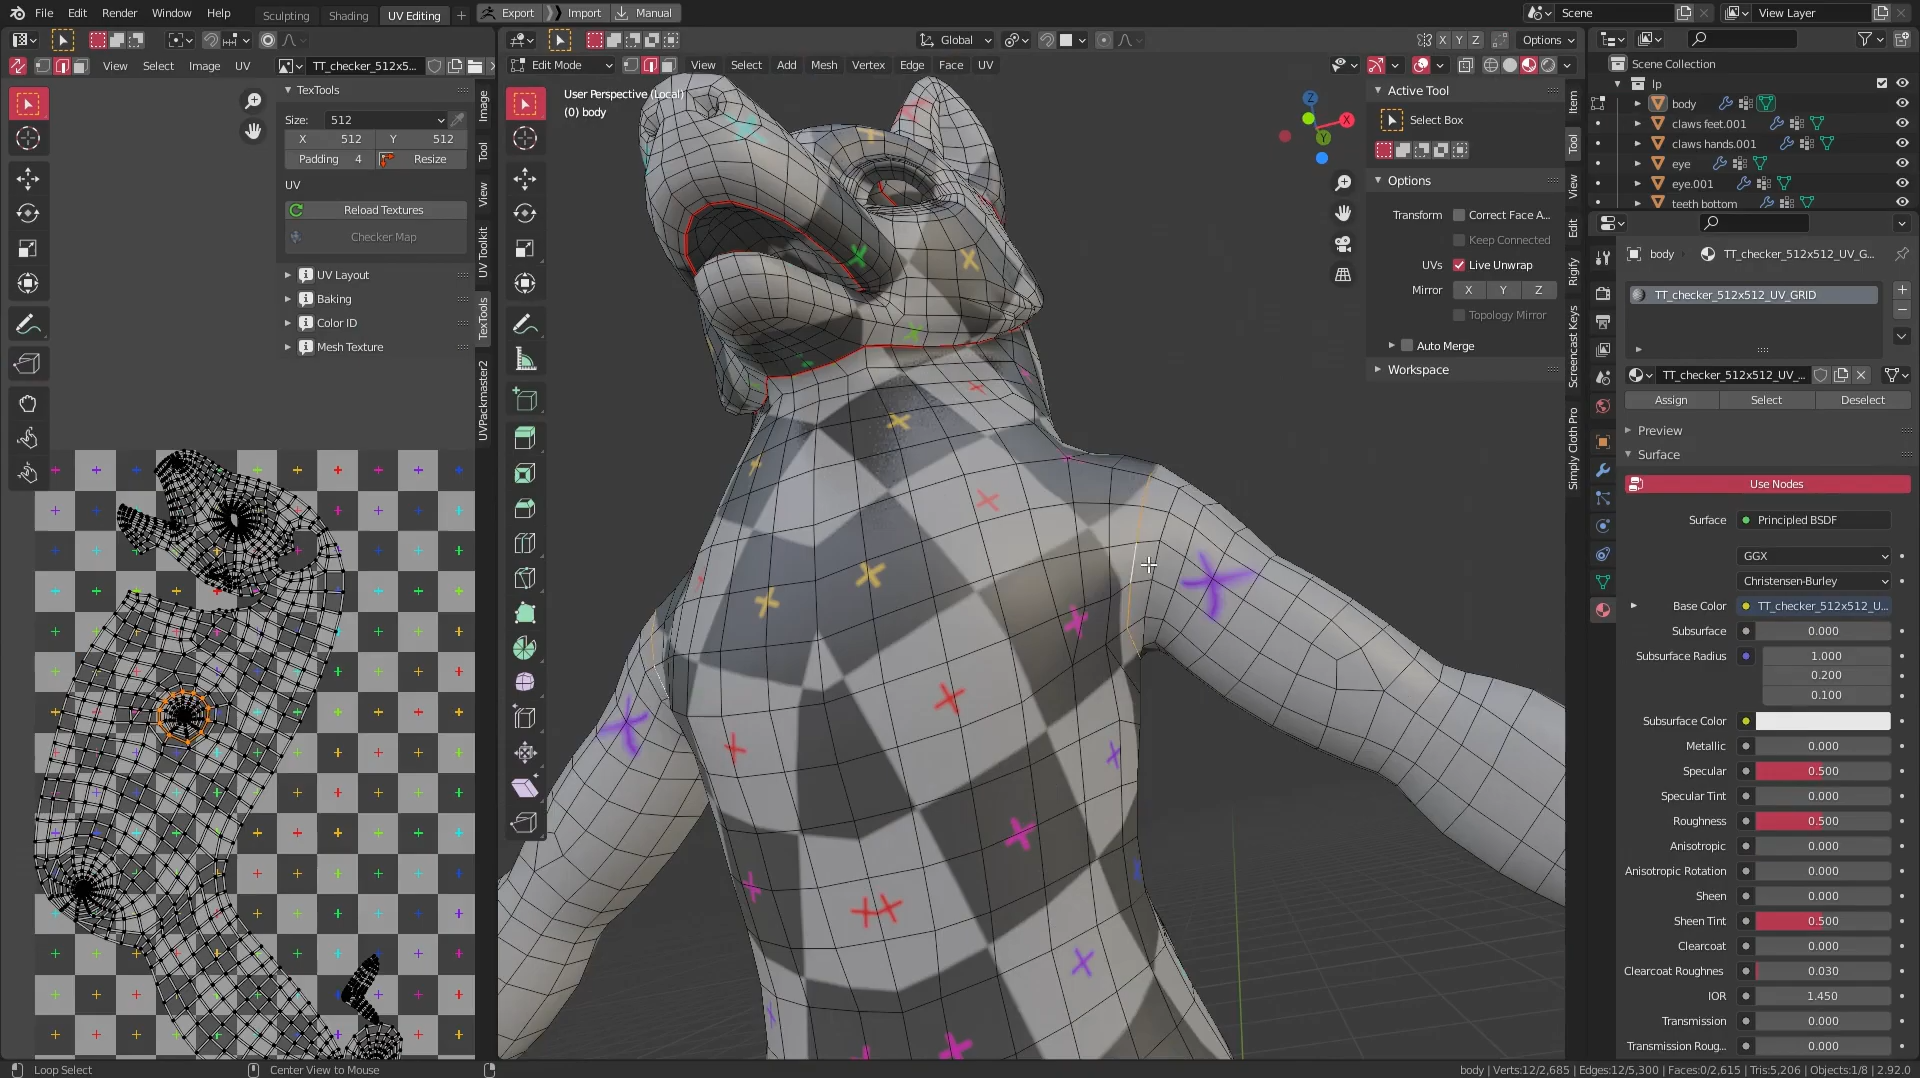 File Edit Render Window Help Sculpting Shading UV Editing + Export Import Manual Scene View Layer
Global X Y Z Options
View Select Image UV TT_checker_512x5... Edit Mode View Select Add Mesh Vertex Edge Face UV
Scene Collection
lp
body
claws feet.001
claws hands.001
eye
eye.001
teeth bottom
TexTools
Size: 512
X 512 Y 512
Padding 4 Resize
UV
Reload Textures
Checker Map
UV Layout
Baking
Color ID
Mesh Texture
Image
Tool
View
UV Toolkit
TexTools
UVPackmaster2
User Perspective (Local)
(0) body
Z
X
Y
Active Tool
Select Box
Options
Transform Correct Face A...
Keep Connected
UVs Live Unwrap
Mirror X Y Z
Topology Mirror
Auto Merge
Workspace
Item
Tool
View
Edit
Rigify
Screencast Keys
Simply Cloth Pro
body TT_checker_512x512_UV_G...
TT_checker_512x512_UV_GRID
TT_checker_512x512_UV_...
Assign Select Deselect
Preview
Surface
Use Nodes
Surface Principled BSDF
GGX
Christensen-Burley
Base Color TT_checker_512x512_U...
Subsurface 0.000
Subsurface Radius 1.000
0.200
0.100
Subsurface Color
Metallic 0.000
Specular 0.500
Specular Tint 0.000
Roughness 0.500
Anisotropic 0.000
Anisotropic Rotation 0.000
Sheen 0.000
Sheen Tint 0.500
Clearcoat 0.000
Clearcoat Roughnes 0.030
IOR 1.450
Transmission 0.000
Transmission Roug... 0.000
Loop Select Center View to Mouse body | Verts:12/2,685 | Edges:12/5,300 | Faces:0/2,615 | Tris:5,206 | Objects:1/8 | 2.92.0